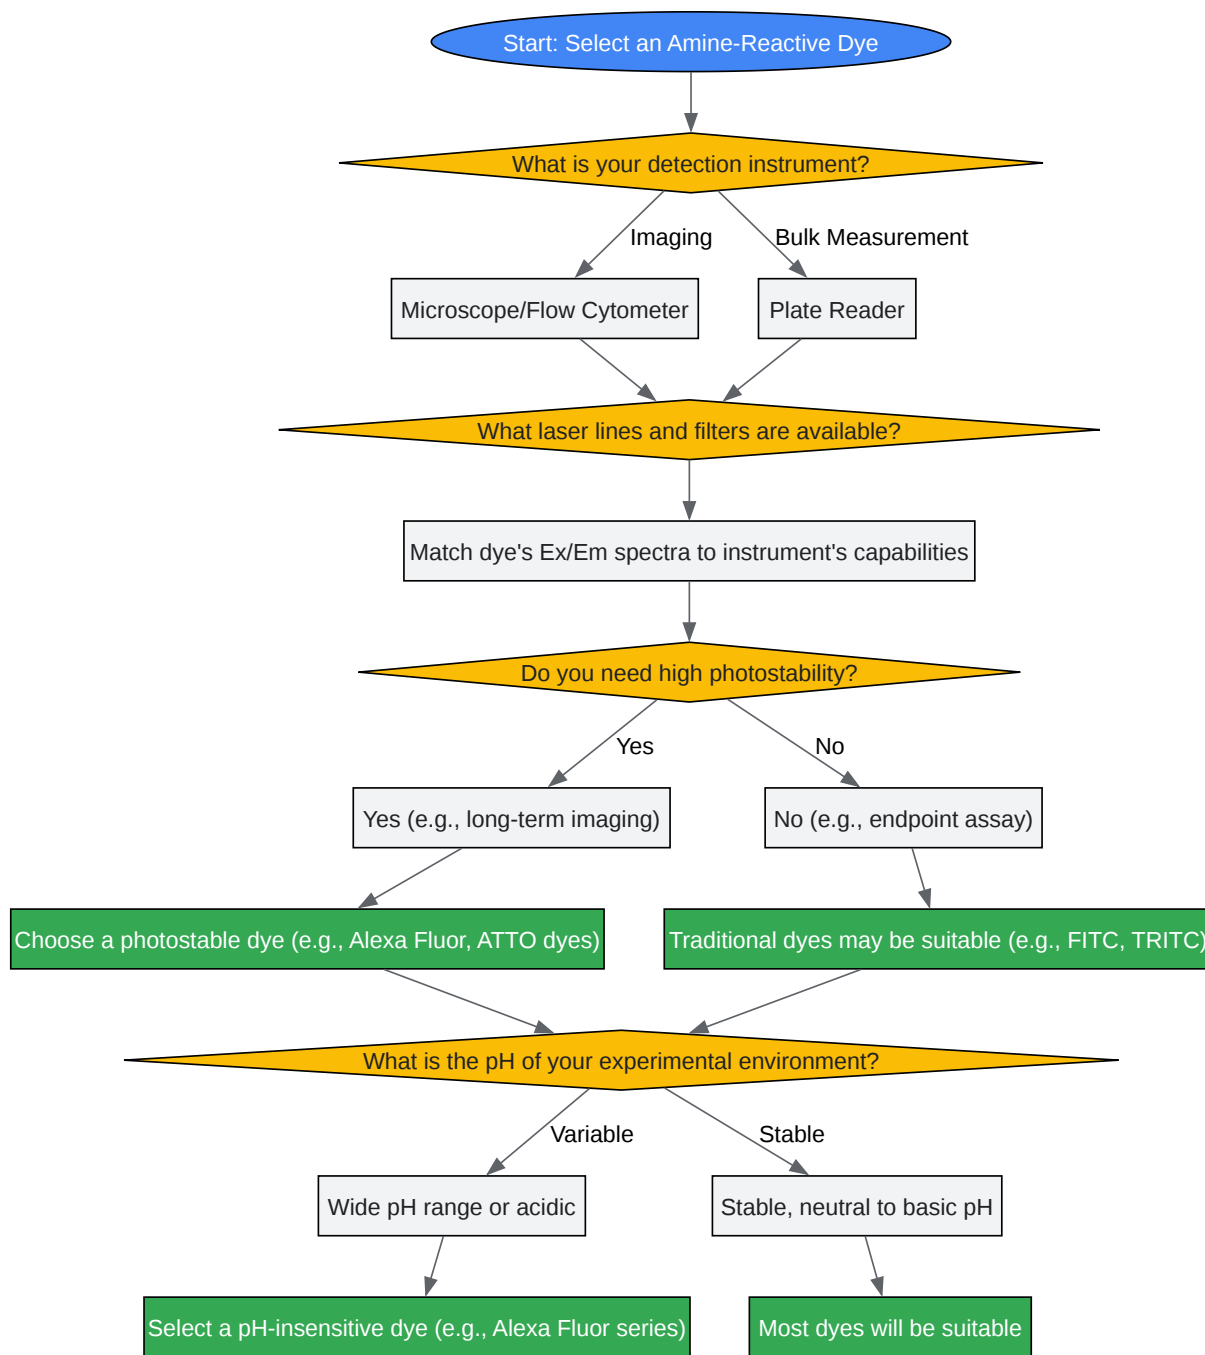 Start: Select an Amine-Reactive Dye
What is your detection instrument?
Imaging
Bulk Measurement
Microscope/Flow Cytometer
Plate Reader
What laser lines and filters are available?
Match dye's Ex/Em spectra to instrument's capabilities
Do you need high photostability?
Yes
No
Yes (e.g., long-term imaging)
No (e.g., endpoint assay)
Choose a photostable dye (e.g., Alexa Fluor, ATTO dyes)
Traditional dyes may be suitable (e.g., FITC, TRITC)
What is the pH of your experimental environment?
Variable
Stable
Wide pH range or acidic
Stable, neutral to basic pH
Select a pH-insensitive dye (e.g., Alexa Fluor series)
Most dyes will be suitable